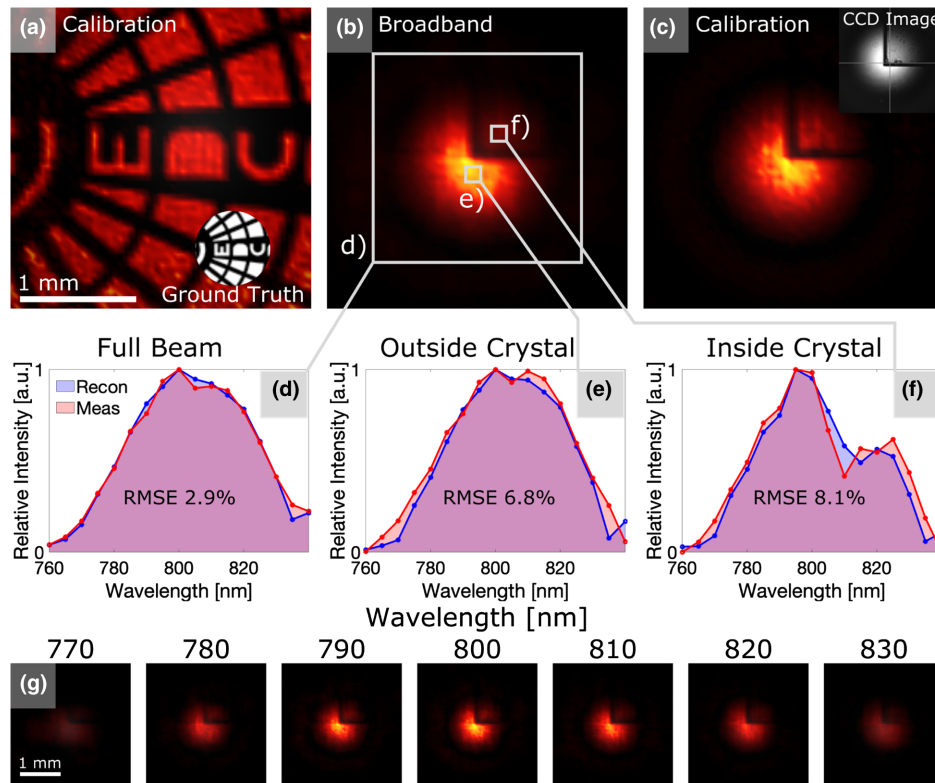 (a) Calibration
E
C
1 mm
Ground Truth
(b) Broadband
f)
e)
d)
(c) Calibration
CCD Image
Full Beam
Relative Intensity [a.u.]
1
0
Recon
Meas
(d)
RMSE 2.9%
760 780 800 820
Wavelength [nm]
Outside Crystal
Relative Intensity [a.u.]
1
0
(e)
RMSE 6.8%
760 780 800 820
Wavelength [nm]
Inside Crystal
Relative Intensity [a.u.]
1
0
(f)
RMSE 8.1%
760 780 800 820
Wavelength [nm]
Wavelength [nm]
770 780 790 800 810 820 830
(g)
1 mm